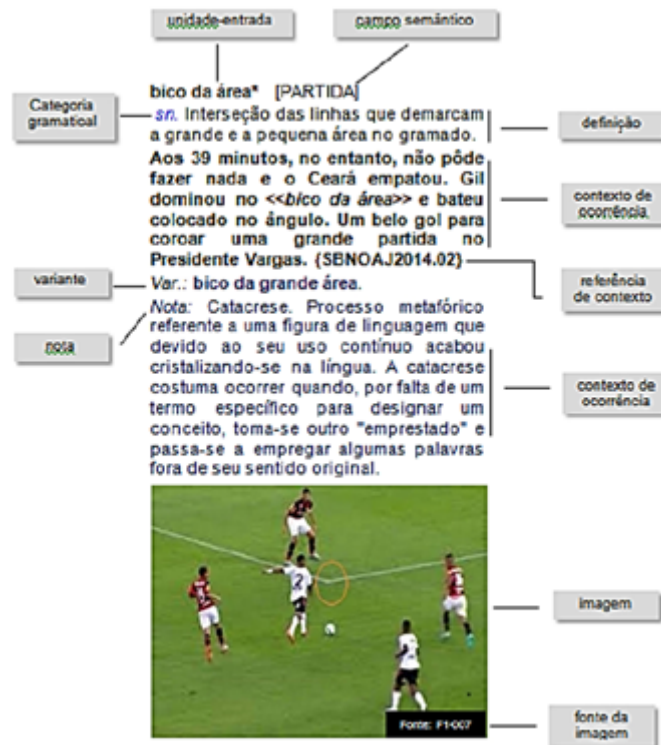 unidade-entrada
campo semântico
bico da área* [PARTIDA]
Categoria
gramatical
sn. Interseção das linhas que demarcam
a grande e a pequena área no gramado.
definição
Aos 39 minutos, no entanto, não pôde
fazer nada e o Ceará empatou. Gil
dominou no <<bico da área>> e bateu
colocado no ângulo. Um belo gol para
coroar uma grande partida no
Presidente Vargas. {SBNOAJ2014.02}
contexto de
ocorrência
variante
Var.: bico da grande área.
referência
de contexto
nota
Nota: Catacrese. Processo metafórico
referente a uma figura de linguagem que
devido ao seu uso contínuo acabou
cristalizando-se na língua. A catacrese
costuma ocorrer quando, por falta de um
termo específico para designar um
conceito, toma-se outro "emprestado" e
passa-se a empregar algumas palavras
fora de seu sentido original.
contexto de
ocorrência
2
imagem
Fonte: F1-007
fonte da
imagem